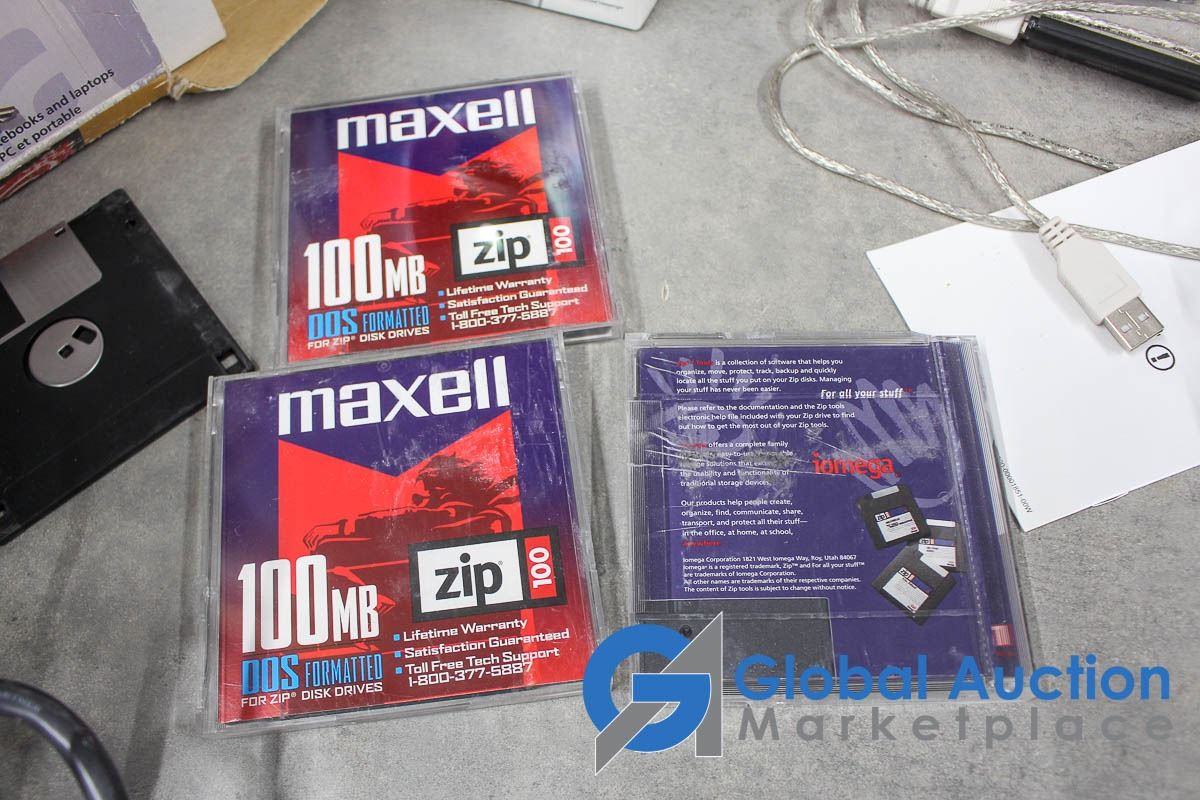 ebooks and laptops
PC et portable
maxell
100MB
zip
100
DOS FORMATTED
FOR ZIP® DISK DRIVES
Lifetime Warranty
Satisfaction Guaranteed
Toll Free Tech Support
1-800-377-5887
maxell
100MB
zip
100
DOS FORMATTED
FOR ZIP® DISK DRIVES
Lifetime Warranty
Satisfaction Guaranteed
Toll Free Tech Support
1-800-377-5887
is a collection of software that helps you
organize, move, protect, track, backup and quickly
locate all the stuff you put on your Zip disks. Managing
your stuff has never been easier.
For all your stuff
Please refer to the documentation and the Zip tools
electronic help file included with your Zip drive to find
out how to get the most out of your Zip tools.
offers a complete family
solutions that
the usability and functionality of
traditional storage devices.
iomega
Our products help people create,
organize, find, communicate, share,
transport, and protect all their stuff—
in the office, at home, at school,
anywhere
Iomega Corporation 1821 West Iomega Way, Roy, Utah 84067
Iomega® is a registered trademark, Zip™ and For all your stuff™
are trademarks of Iomega Corporation.
All other names are trademarks of their respective companies.
The content of Zip tools is subject to change without notice.
Global Auction
Marketplace